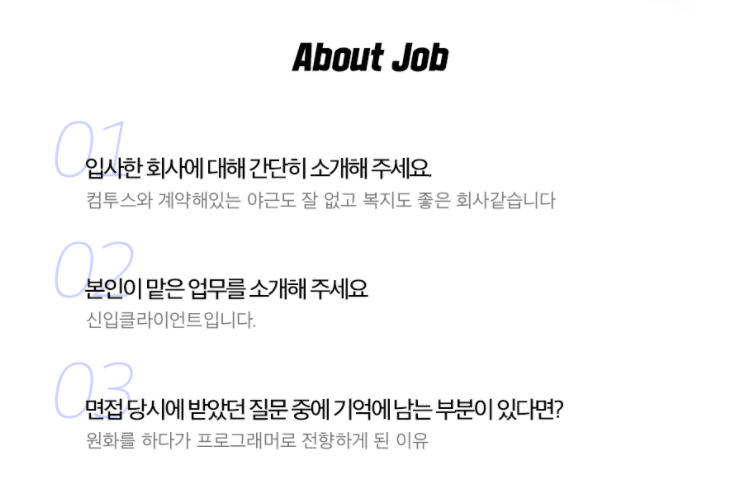 About Job
01
입사한 회사에 대해 간단히 소개해 주세요.
컴투스와 계약해있는 야근도 잘 없고 복지도 좋은 회사같습니다
02
본인이 맡은 업무를 소개해 주세요
신입클라이언트입니다.
03
면접 당시에 받았던 질문 중에 기억에 남는 부분이 있다면?
원화를 하다가 프로그래머로 전향하게 된 이유